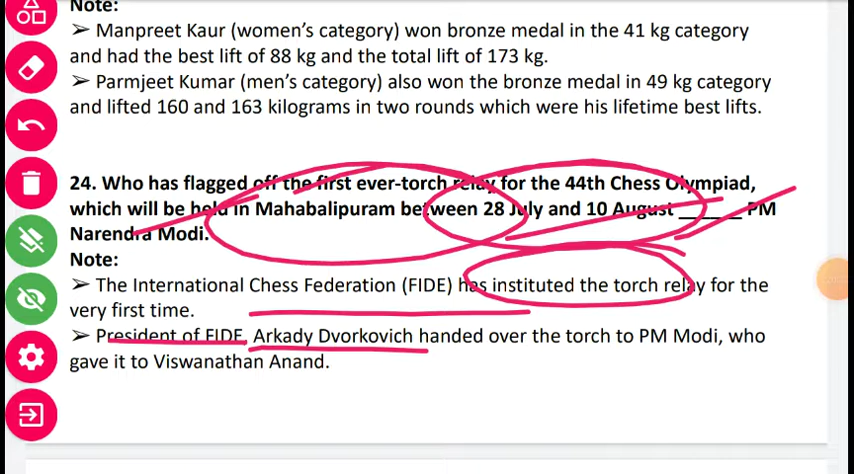 Note:
➢ Manpreet Kaur (women’s category) won bronze medal in the 41 kg category
and had the best lift of 88 kg and the total lift of 173 kg.
➢ Parmjeet Kumar (men’s category) also won the bronze medal in 49 kg category
and lifted 160 and 163 kilograms in two rounds which were his lifetime best lifts.
24. Who has flagged off the first ever-torch relay for the 44th Chess Olympiad,
which will be held in Mahabalipuram between 28 July and 10 August ______ PM
Narendra Modi.
Note:
➢ The International Chess Federation (FIDE) has instituted the torch relay for the
very first time.
➢ President of FIDE, Arkady Dvorkovich handed over the torch to PM Modi, who
gave it to Viswanathan Anand.